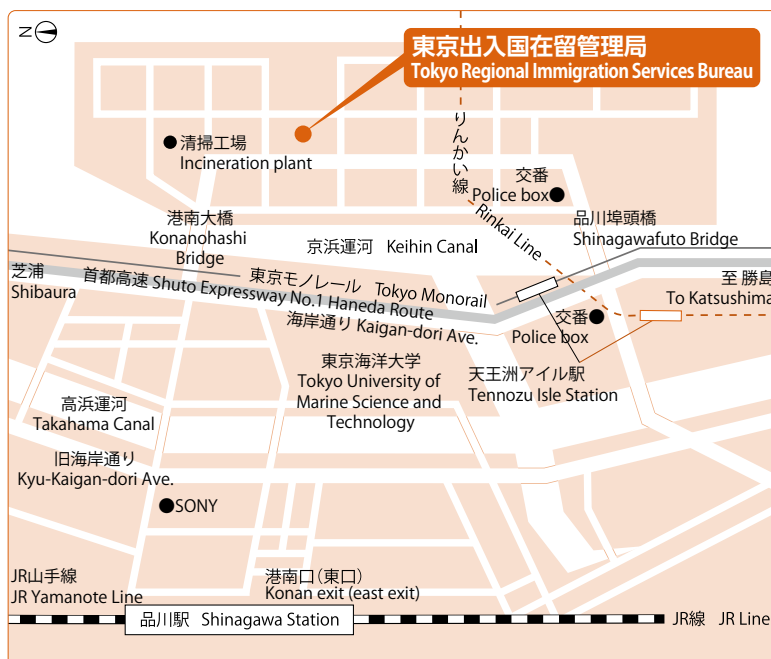 N
東京出入国在留管理局
Tokyo Regional Immigration Services Bureau
清掃工場
Incineration plant
りんかい線
交番
Police box
港南大橋
Konanohashi
Bridge
京浜運河 Keihin Canal
Rinkai Line
品川埠頭橋
Shinagawafuto Bridge
芝浦
Shibaura
首都高速 Shuto Expressway No.1 Haneda Route
東京モノレール Tokyo Monorail
海岸通り Kaigan-dori Ave.
至 勝島
To Katsushima
交番
Police box
東京海洋大学
Tokyo University of
Marine Science and
Technology
天王洲アイル駅
Tennozu Isle Station
高浜運河
Takahama Canal
旧海岸通り
Kyu-Kaigan-dori Ave.
SONY
JR山手線
JR Yamanote Line
港南口（東口）
Konan exit (east exit)
品川駅 Shinagawa Station
JR線 JR Line